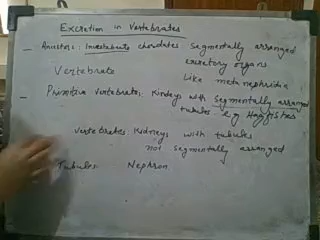 Excretion in Vertebrates
— Ancestors: Invertebrate chordates Segmentally arranged
excretory organs
Vertebrate Like metanephridia
— Primitive Vertebrates: Kidneys with segmentally arranged
tubules e.g Hagfishes
Vertebrates Kidneys with tubules
not segmentally arranged
Tubules Nephron